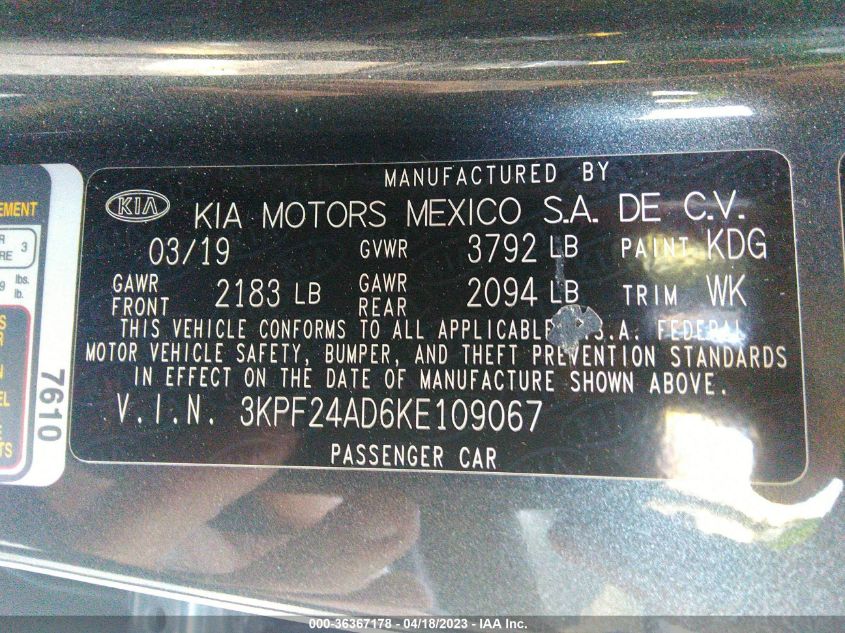 MANUFACTURED BY
KIA KIA MOTORS MEXICO S.A. DE C.V.
03/19 GVWR 3792 LB PAINT KDG
GAWR FRONT 2183 LB GAWR REAR 2094 LB TRIM WK
THIS VEHICLE CONFORMS TO ALL APPLICABLE U.S.A. FEDERAL
MOTOR VEHICLE SAFETY, BUMPER, AND THEFT PREVENTION STANDARDS
IN EFFECT ON THE DATE OF MANUFACTURE SHOWN ABOVE.
V.I.N. 3KPF24AD6KE109067
PASSENGER CAR
7610
000-36367178 - 04/18/2023 - IAA Inc.